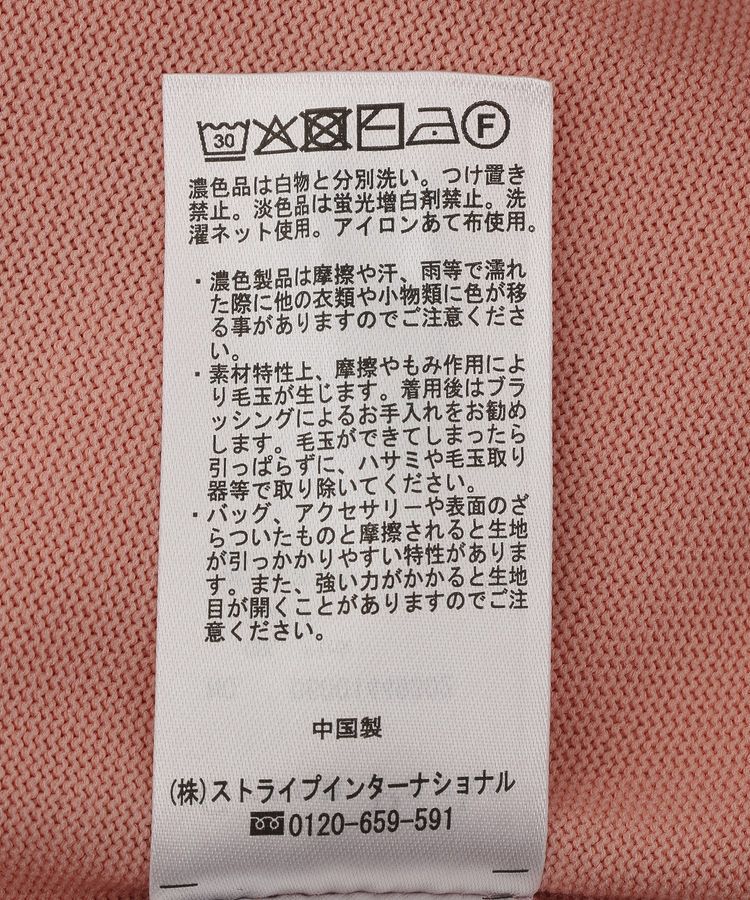 30 F
濃色品は白物と分別洗い。つけ置き
禁止。淡色品は蛍光増白剤禁止。洗
濯ネット使用。アイロンあて布使用。
・濃色製品は摩擦や汗、雨等で濡れ
た際に他の衣類や小物類に色が移
る事がありますのでご注意くださ
い。
・素材特性上、摩擦やもみ作用によ
り毛玉が生じます。着用後はブラ
ッシングによるお手入れをお勧め
します。毛玉ができてしまったら
引っぱらずに、ハサミや毛玉取り
器等で取り除いてください。
・バッグ、アクセサリーや表面のざ
らついたものと摩擦されると生地
が引っかかりやすい特性がありま
す。また、強い力がかかると生地
目が開くことがありますのでご注
意ください。
中国製
(株)ストライプインターナショナル
0120-659-591